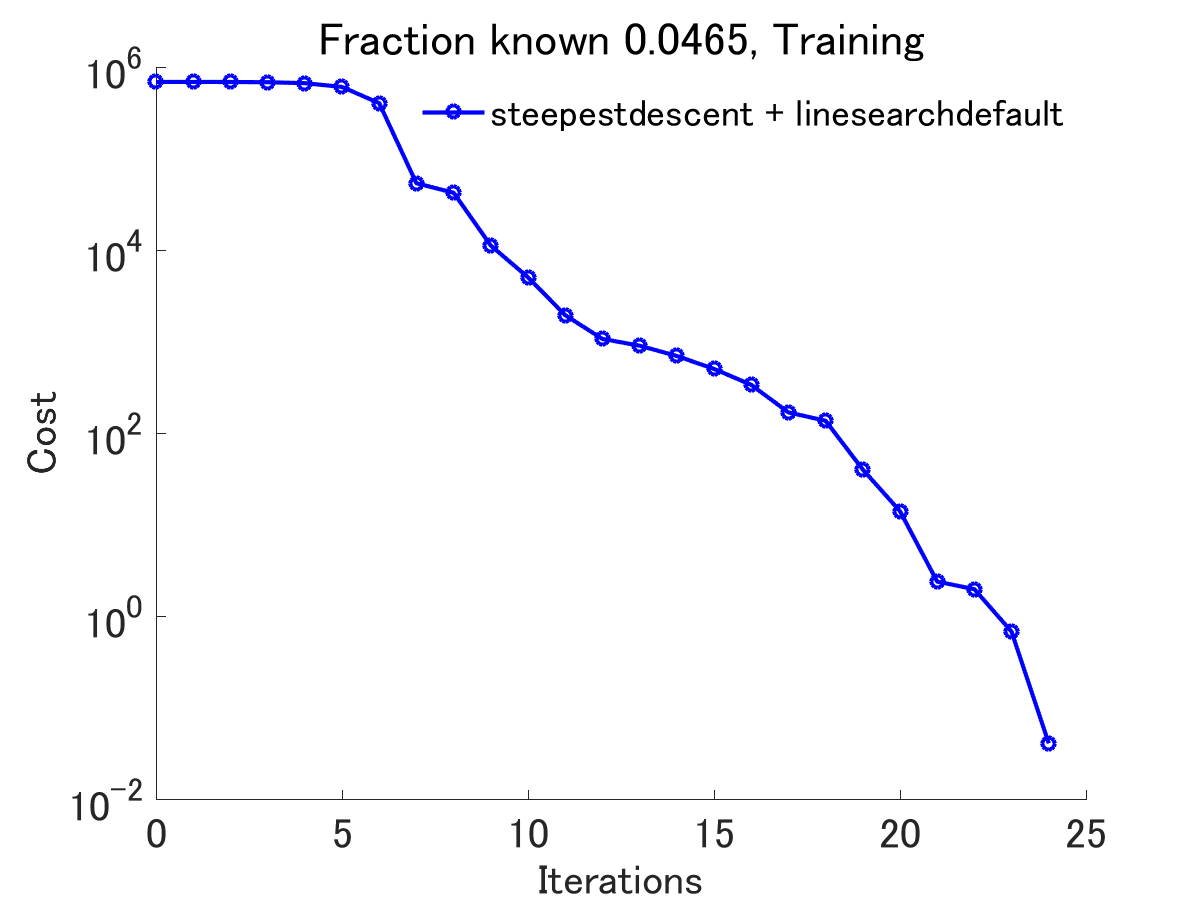 Fraction known 0.0465, Training
10^6
steepestdescent + linesearchdefault
10^4
10^2
10^0
10^−2
Cost
0 5 10 15 20 25
Iterations